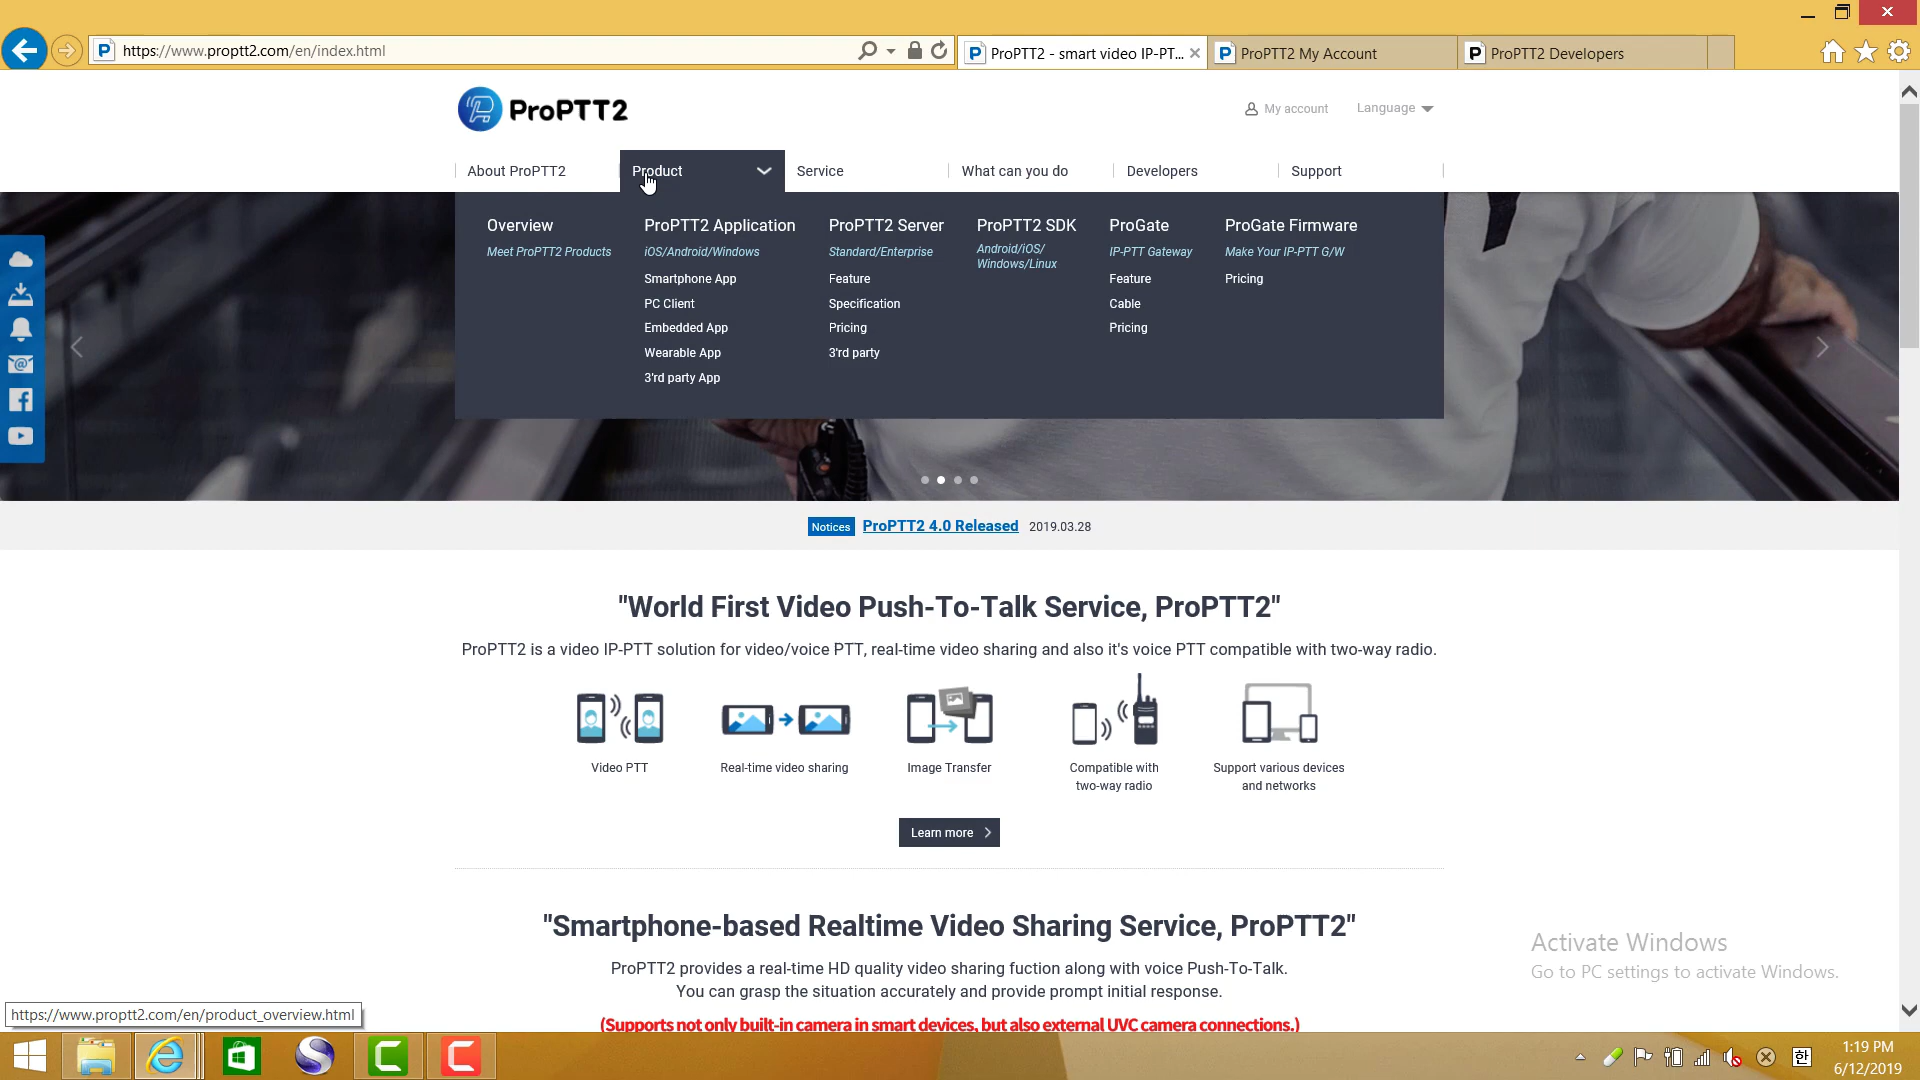 https://www.proptt2.com/en/index.html
ProPTT2 - smart video IP-PT...
ProPTT2 My Account
ProPTT2 Developers
ProPTT2
My account
Language
About ProPTT2
Product
Service
What can you do
Developers
Support
Overview
Meet ProPTT2 Products
ProPTT2 Application
iOS/Android/Windows
Smartphone App
PC Client
Embedded App
Wearable App
3'rd party App
ProPTT2 Server
Standard/Enterprise
Feature
Specification
Pricing
3'rd party
ProPTT2 SDK
Android/iOS/
Windows/Linux
ProGate
IP-PTT Gateway
Feature
Cable
Pricing
ProGate Firmware
Make Your IP-PTT G/W
Pricing
Notices ProPTT2 4.0 Released 2019.03.28
"World First Video Push-To-Talk Service, ProPTT2"
ProPTT2 is a video IP-PTT solution for video/voice PTT, real-time video sharing and also it's voice PTT compatible with two-way radio.
Video PTT
Real-time video sharing
Image Transfer
Compatible with
two-way radio
Support various devices
and networks
Learn more
"Smartphone-based Realtime Video Sharing Service, ProPTT2"
ProPTT2 provides a real-time HD quality video sharing fuction along with voice Push-To-Talk.
You can grasp the situation accurately and provide prompt initial response.
(Supports not only built-in camera in smart devices, but also external UVC camera connections.)
Activate Windows
Go to PC settings to activate Windows.
https://www.proptt2.com/en/product_overview.html
한
1:19 PM
6/12/2019